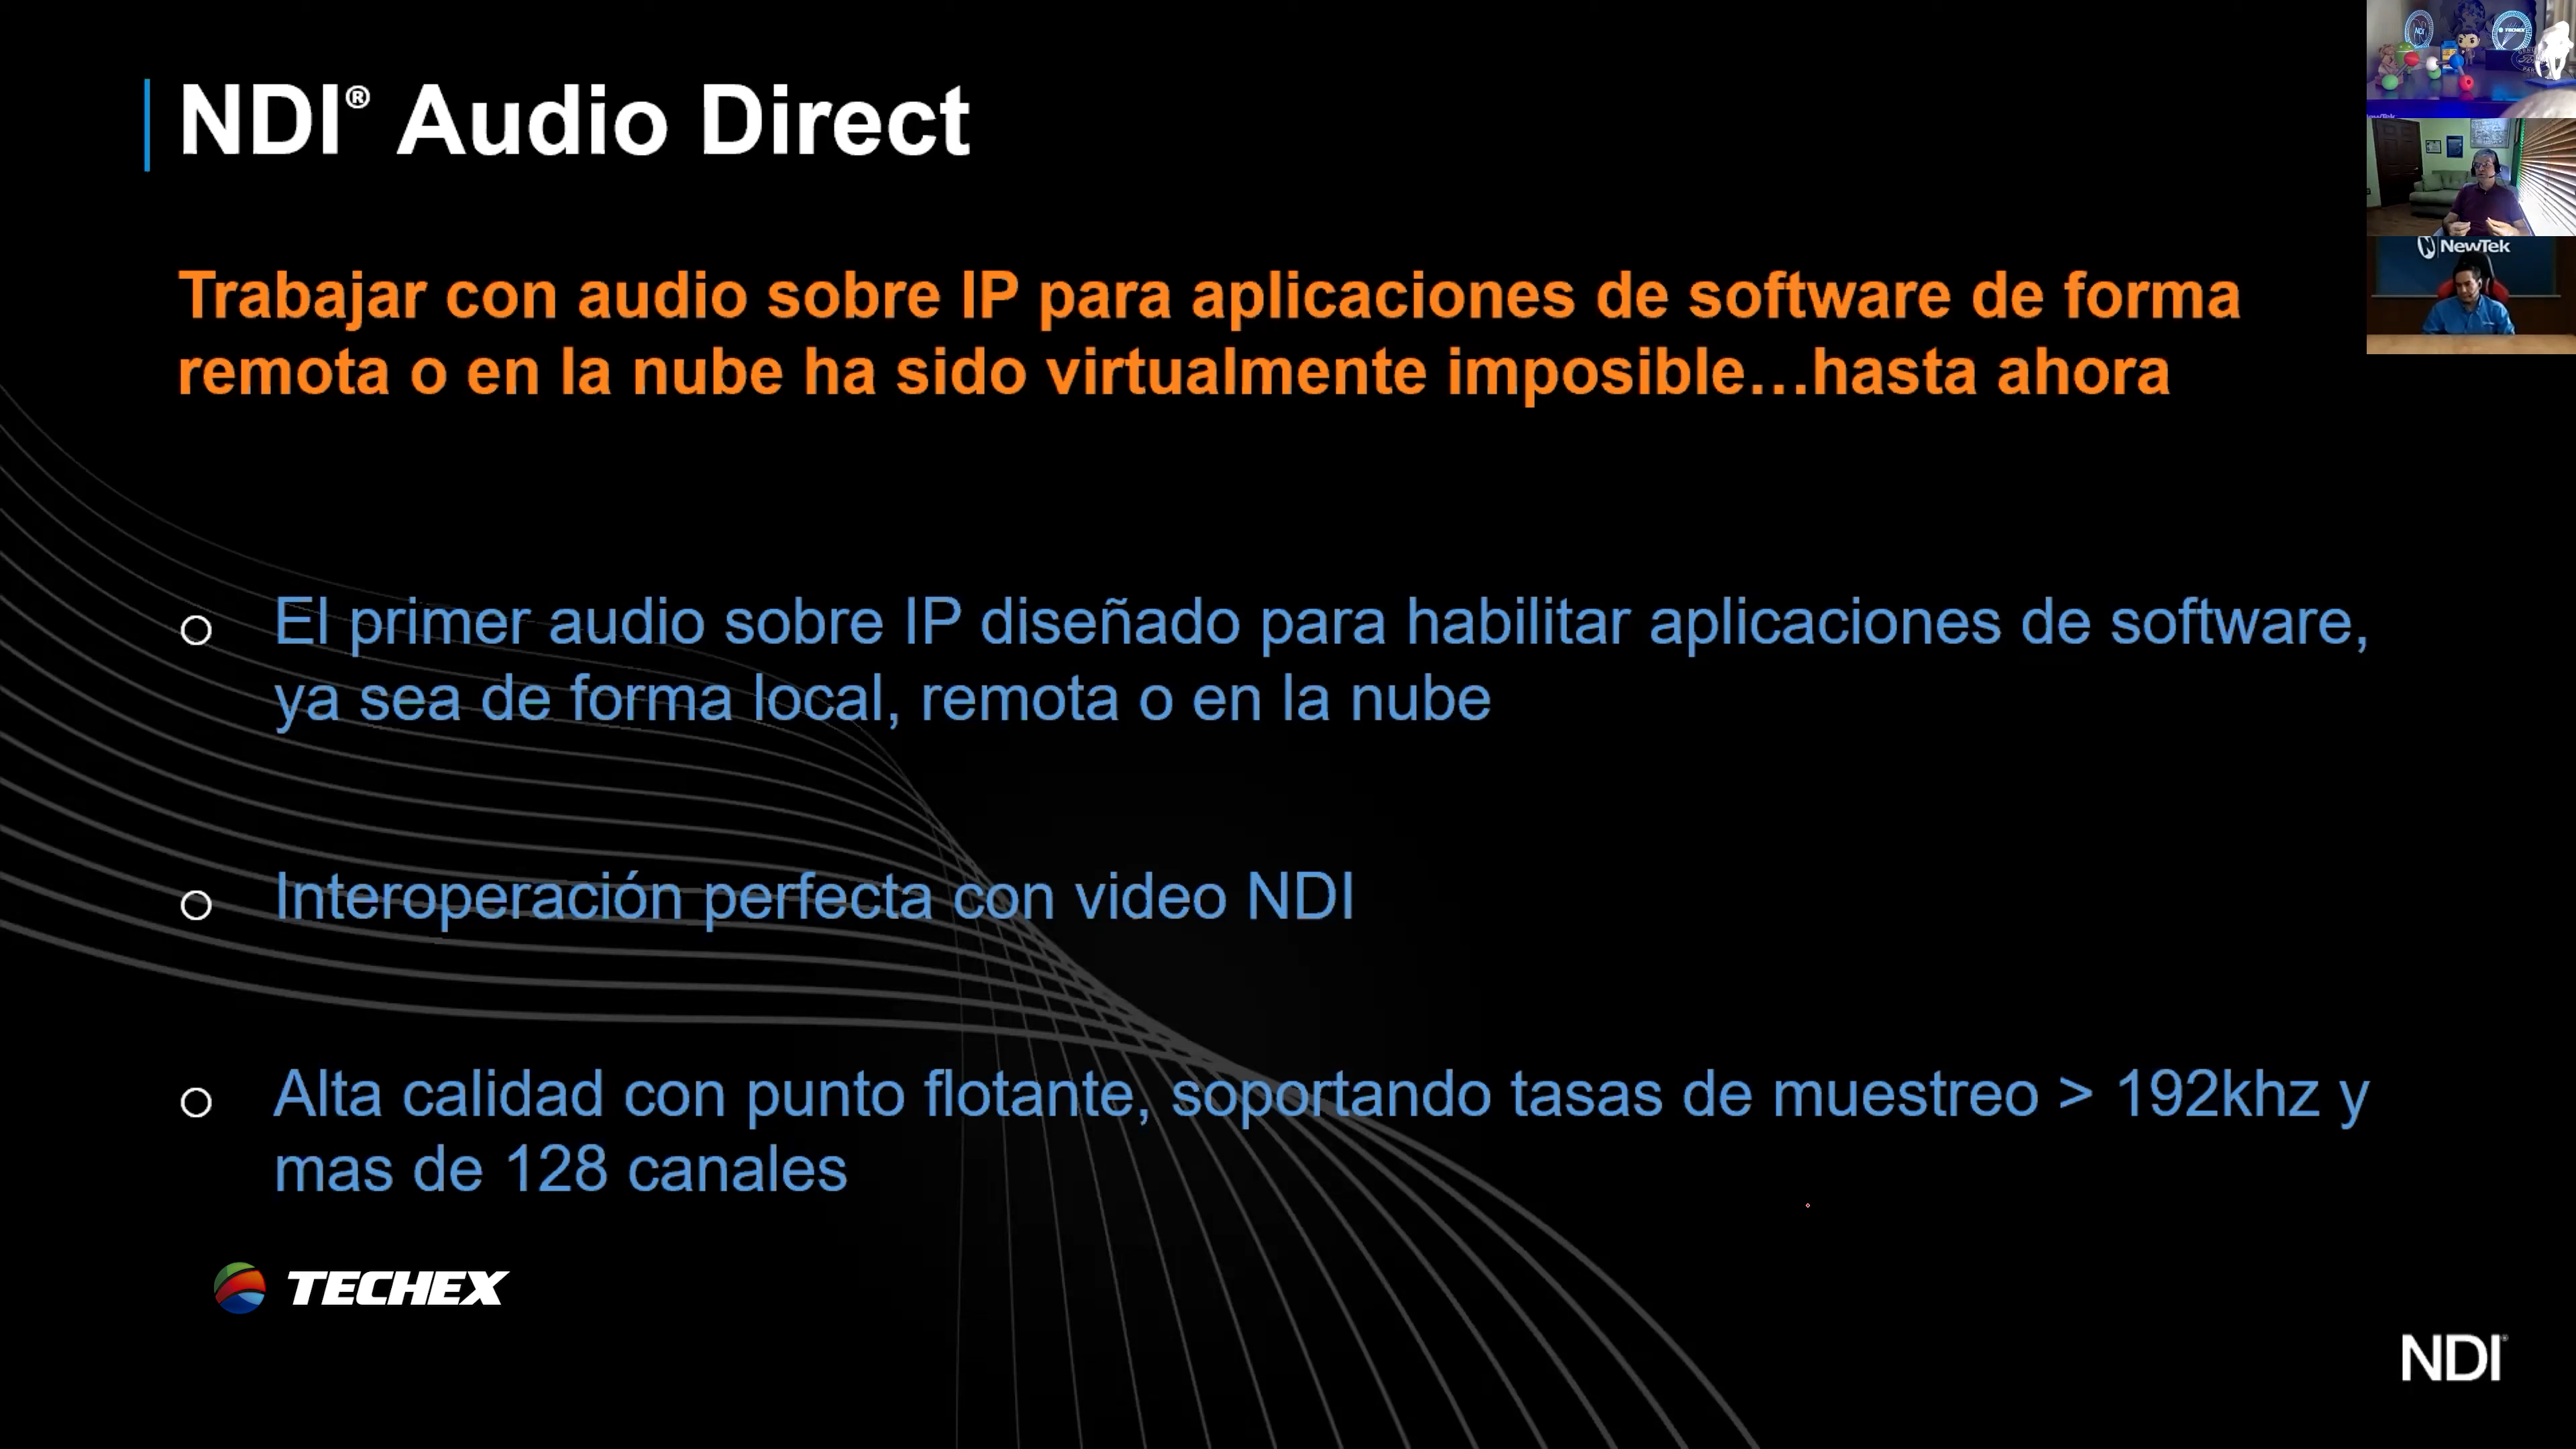 NDI® Audio Direct
Trabajar con audio sobre IP para aplicaciones de software de forma
remota o en la nube ha sido virtualmente imposible...hasta ahora
El primer audio sobre IP diseñado para habilitar aplicaciones de software,
ya sea de forma local, remota o en la nube
Interoperación perfecta con video NDI
Alta calidad con punto flotante, soportando tasas de muestreo > 192khz y
mas de 128 canales
TECHEX
NDI®
NDI
TECHEX
NewTek